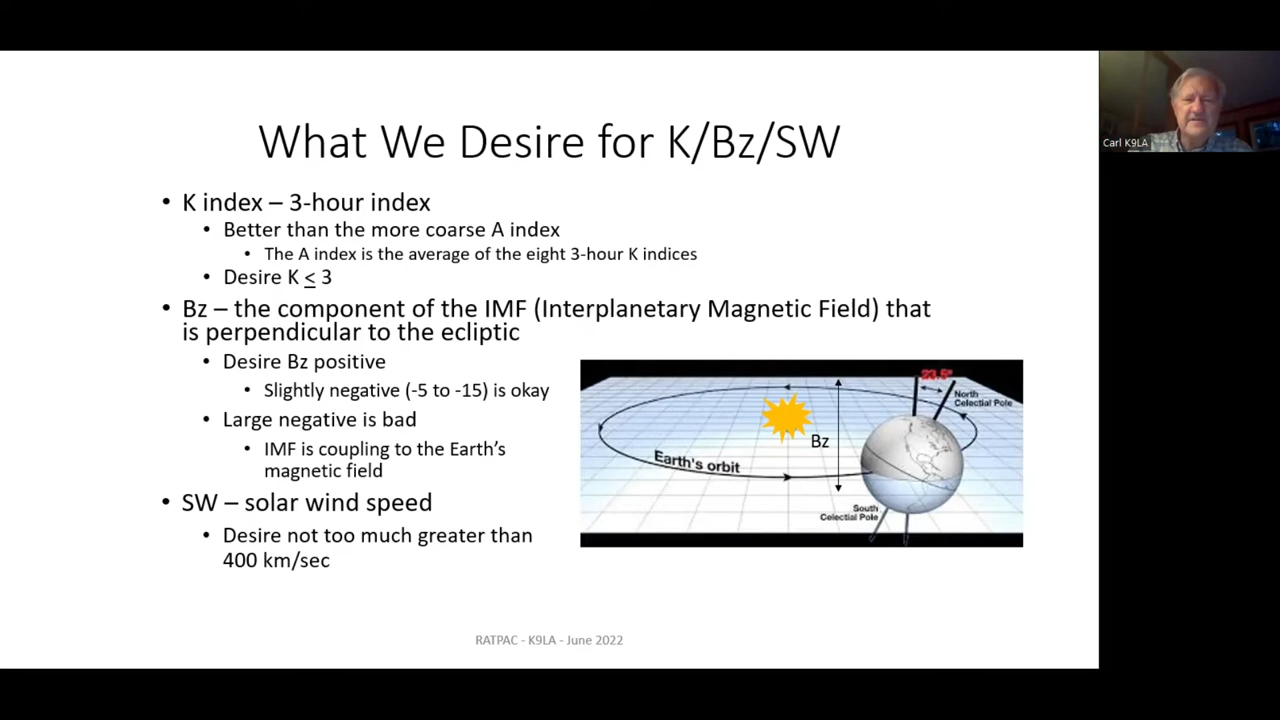 What We Desire for K/Bz/SW
Carl K9LA
• K index – 3-hour index
• Better than the more coarse A index
• The A index is the average of the eight 3-hour K indices
• Desire K ≤ 3
• Bz – the component of the IMF (Interplanetary Magnetic Field) that
is perpendicular to the ecliptic
• Desire Bz positive
• Slightly negative (-5 to -15) is okay
• Large negative is bad
• IMF is coupling to the Earth's
magnetic field
• SW – solar wind speed
• Desire not too much greater than
400 km/sec
23.5°
North
Celectial Pole
Bz
Earth's orbit
South
Celectial Pole
RATPAC - K9LA - June 2022